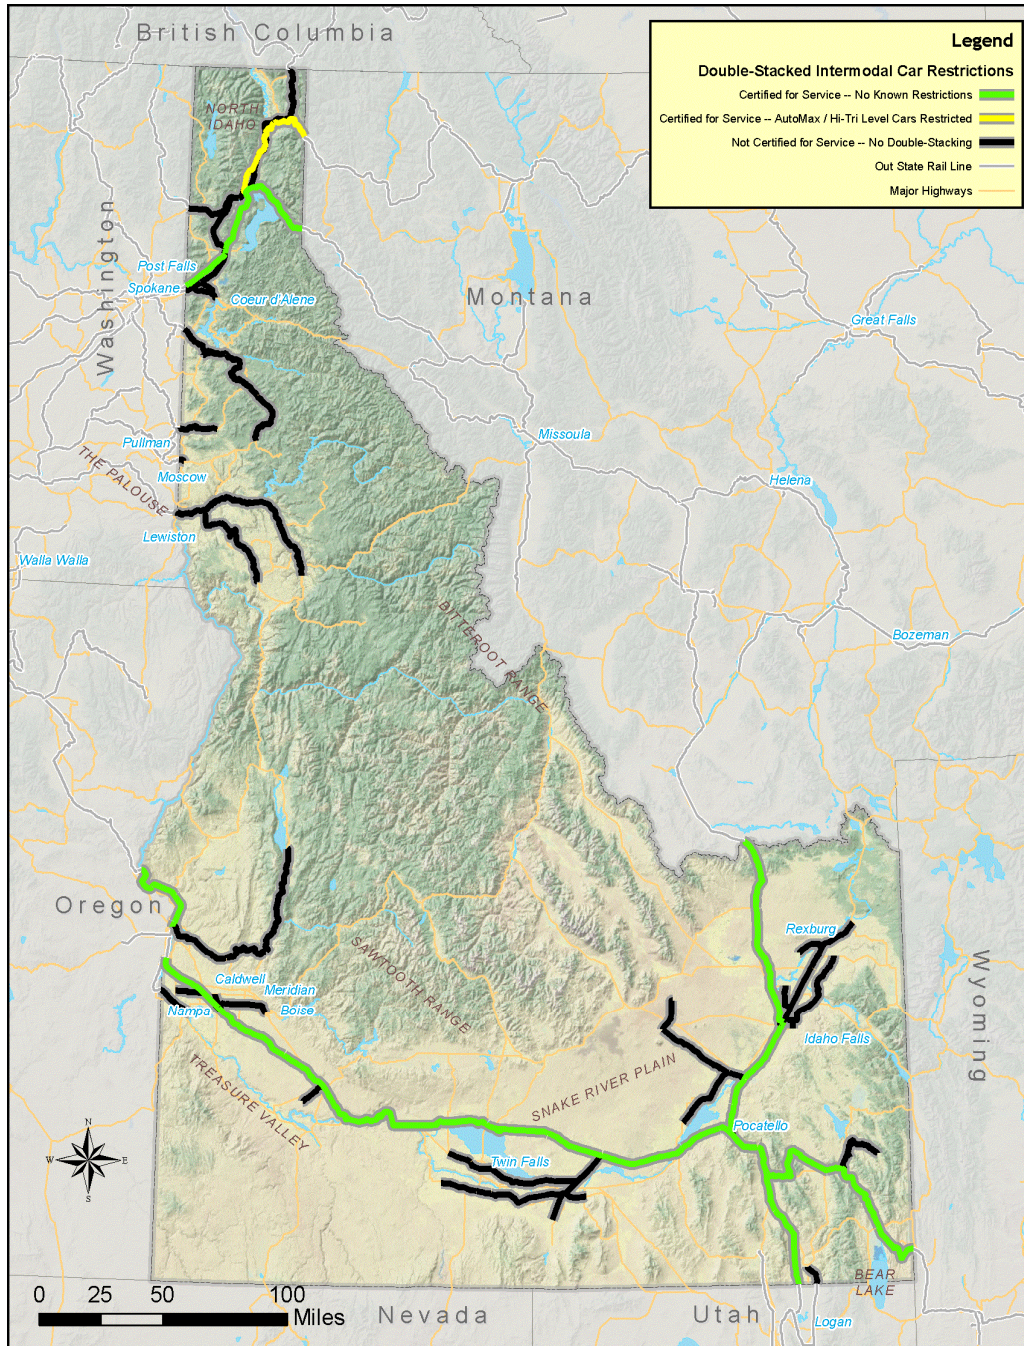 British Columbia
Legend
Double-Stacked Intermodal Car Restrictions
Certified for Service -- No Known Restrictions
Certified for Service -- AutoMax / Hi-Tri Level Cars Restricted
Not Certified for Service -- No Double-Stacking
Out State Rail Line
Major Highways
NORTH
IDAHO
Washington
Post Falls
Spokane
Coeur d'Alene
Montana
Great Falls
Pullman
Missoula
THE PALOUSE
Moscow
Helena
Lewiston
Walla Walla
BITTERROOT RANGE
Bozeman
Oregon
Rexburg
SAWTOOTH RANGE
Wyoming
Caldwell
Meridian
Nampa
Boise
Idaho Falls
TREASURE VALLEY
SNAKE RIVER PLAIN
Pocatello
N
W
E
S
Twin Falls
BEAR
LAKE
0 25 50 100
Miles
Nevada
Utah
Logan